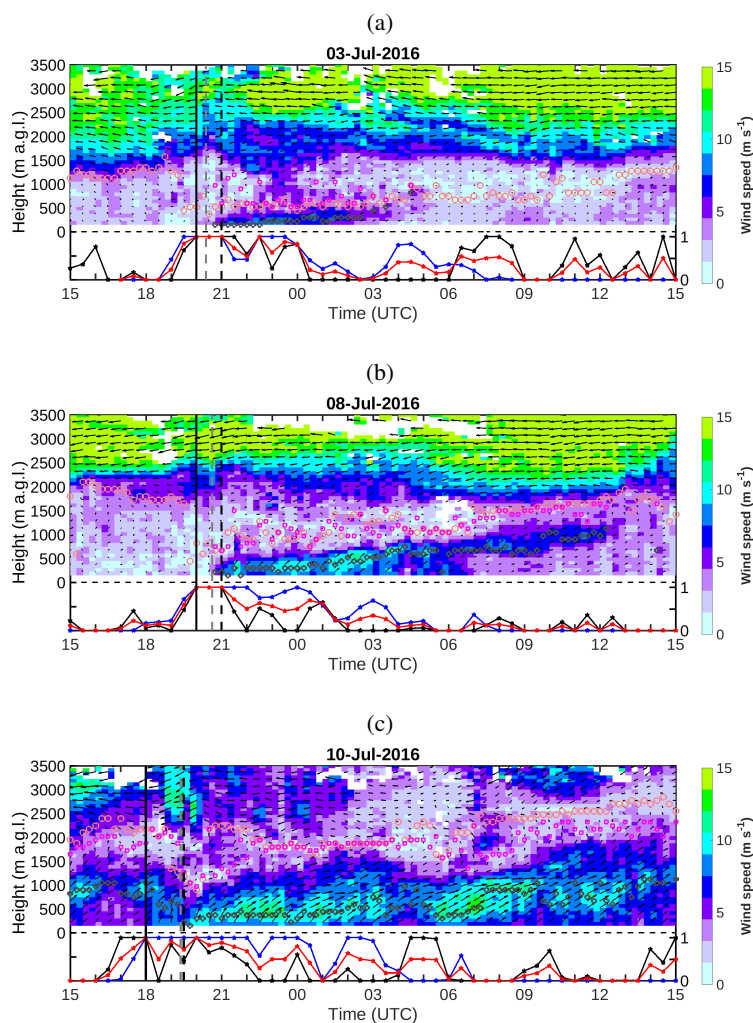 (a)
03-Jul-2016
3500
3000
2500
2000
1500
1000
500
0
Height (m a.g.l.)
15
10
5
0
Wind speed (m s-1)
1
0
15 18 21 00 03 06 09 12 15
Time (UTC)
(b)
08-Jul-2016
3500
3000
2500
2000
1500
1000
500
0
Height (m a.g.l.)
15
10
5
0
Wind speed (m s-1)
1
0
15 18 21 00 03 06 09 12 15
Time (UTC)
(c)
10-Jul-2016
3500
3000
2500
2000
1500
1000
500
0
Height (m a.g.l.)
15
10
5
0
Wind speed (m s-1)
1
0
15 18 21 00 03 06 09 12 15
Time (UTC)